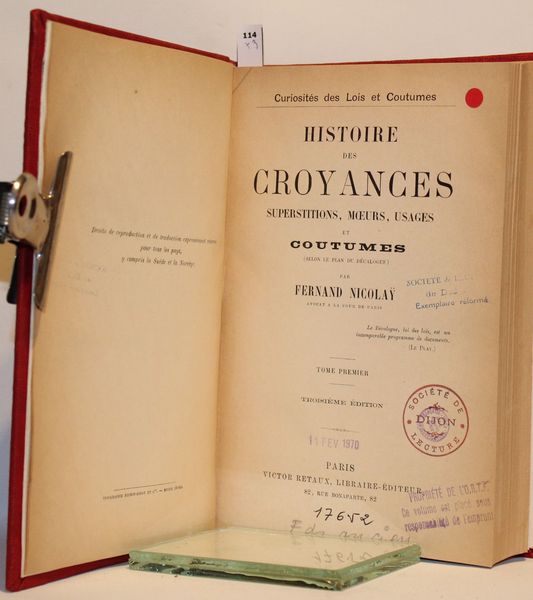 114
x9
Droits de reproduction et de traduction expressément réservés
pour tous les pays,
y compris la Suède et la Norvège.
Curiosités des Lois et Coutumes
HISTOIRE
DES
CROYANCES
SUPERSTITIONS, MŒURS, USAGES
ET
COUTUMES
(SELON LE PLAN DU DÉCALOGUE)
PAR
FERNAND NICOLAŸ
AVOCAT A LA COUR DE PARIS
SOCIÉTÉ de
Exemplaire réformé
Le Décalogue, loi des lois, est un
incomparable programme de documents.
(LE PLAY.)
TOME PREMIER
TROISIÈME ÉDITION
SOCIÉTÉ DE LECTURE
DIJON
11 FEV 1970
PARIS
VICTOR RETAUX, LIBRAIRE-ÉDITEUR
82, RUE BONAPARTE, 82
PROPRIÉTÉ DE L'O.R.T.F.
Ce volume est placé sous
responsabilité de l'emprunt
17652
Fds ancien